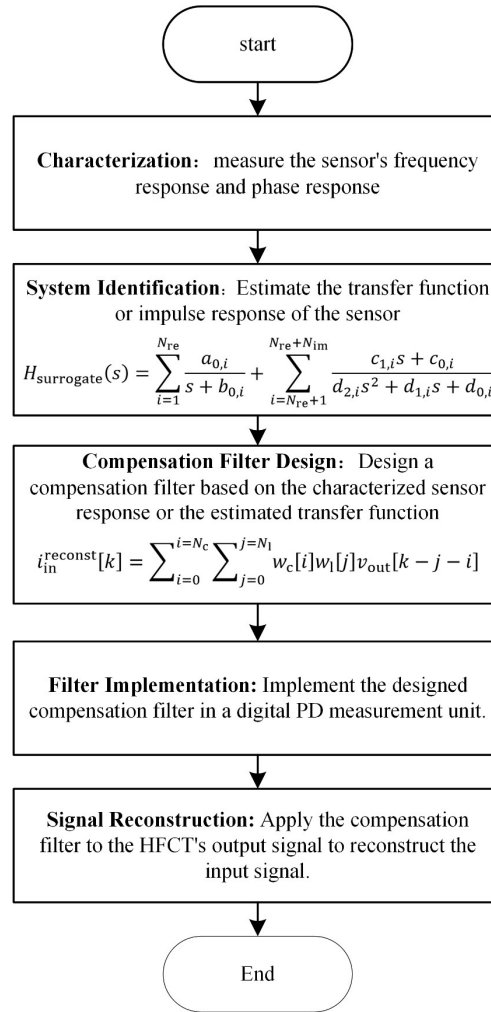 start
Characterization: measure the sensor's frequency
response and phase response
System Identification: Estimate the transfer function
or impulse response of the sensor
H_surrogate(s) = ∑_{i=1}^{N_re} a_{0,i}/(s + b_{0,i}) + ∑_{i=N_re+1}^{N_re+N_im} (c_{1,i}s + c_{0,i})/(d_{2,i}s² + d_{1,i}s + d_{0,i})
Compensation Filter Design: Design a
compensation filter based on the characterized sensor
response or the estimated transfer function
i_in^reconst[k] = ∑_{i=0}^{i=N_c} ∑_{j=0}^{j=N_l} w_c[i]w_l[j]v_out[k − j − i]
Filter Implementation: Implement the designed
compensation filter in a digital PD measurement unit.
Signal Reconstruction: Apply the compensation
filter to the HFCT's output signal to reconstruct the
input signal.
End